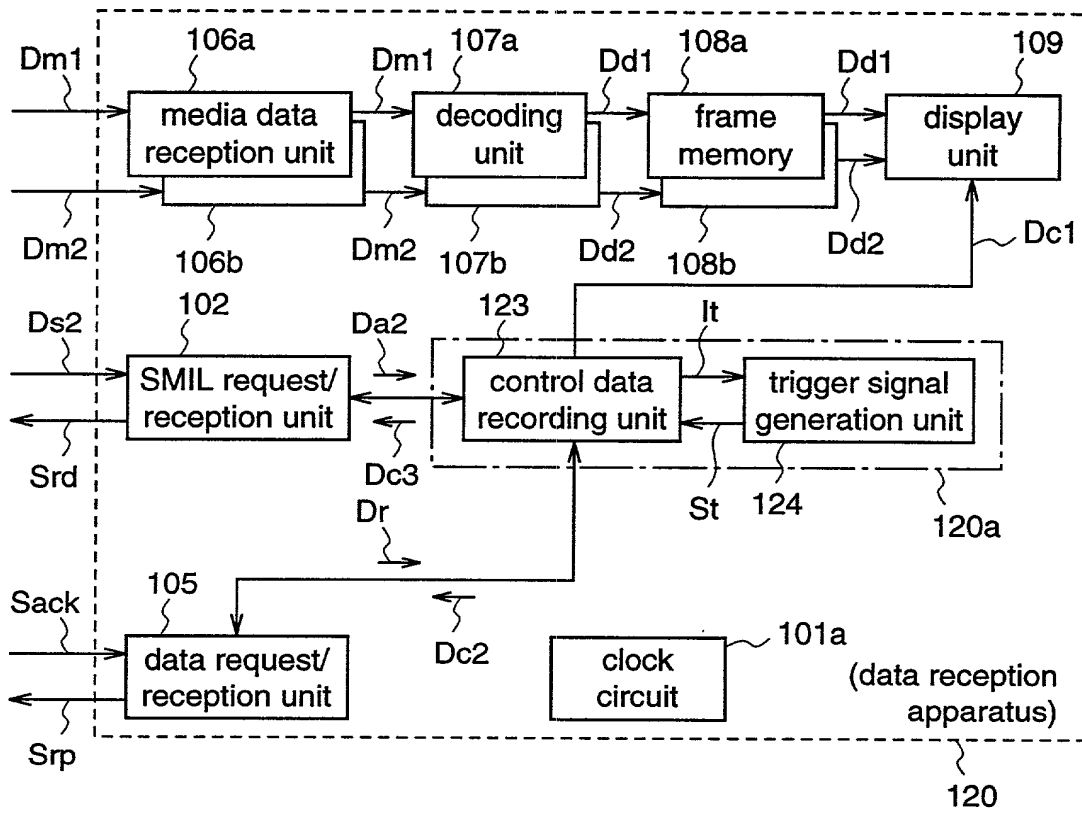 106a
107a
108a
109
Dm1
Dm1
Dd1
Dd1
media data
reception unit
decoding
unit
frame
memory
display
unit
Dm2
106b
Dm2
107b
Dd2
108b
Dd2
Dc1
Ds2
102
Da2
123
It
SMIL request/
reception unit
control data
recording unit
trigger signal
generation unit
Srd
Dc3
St
124
120a
Dr
Sack
105
Dc2
101a
data request/
reception unit
clock
circuit
(data reception
apparatus)
Srp
120